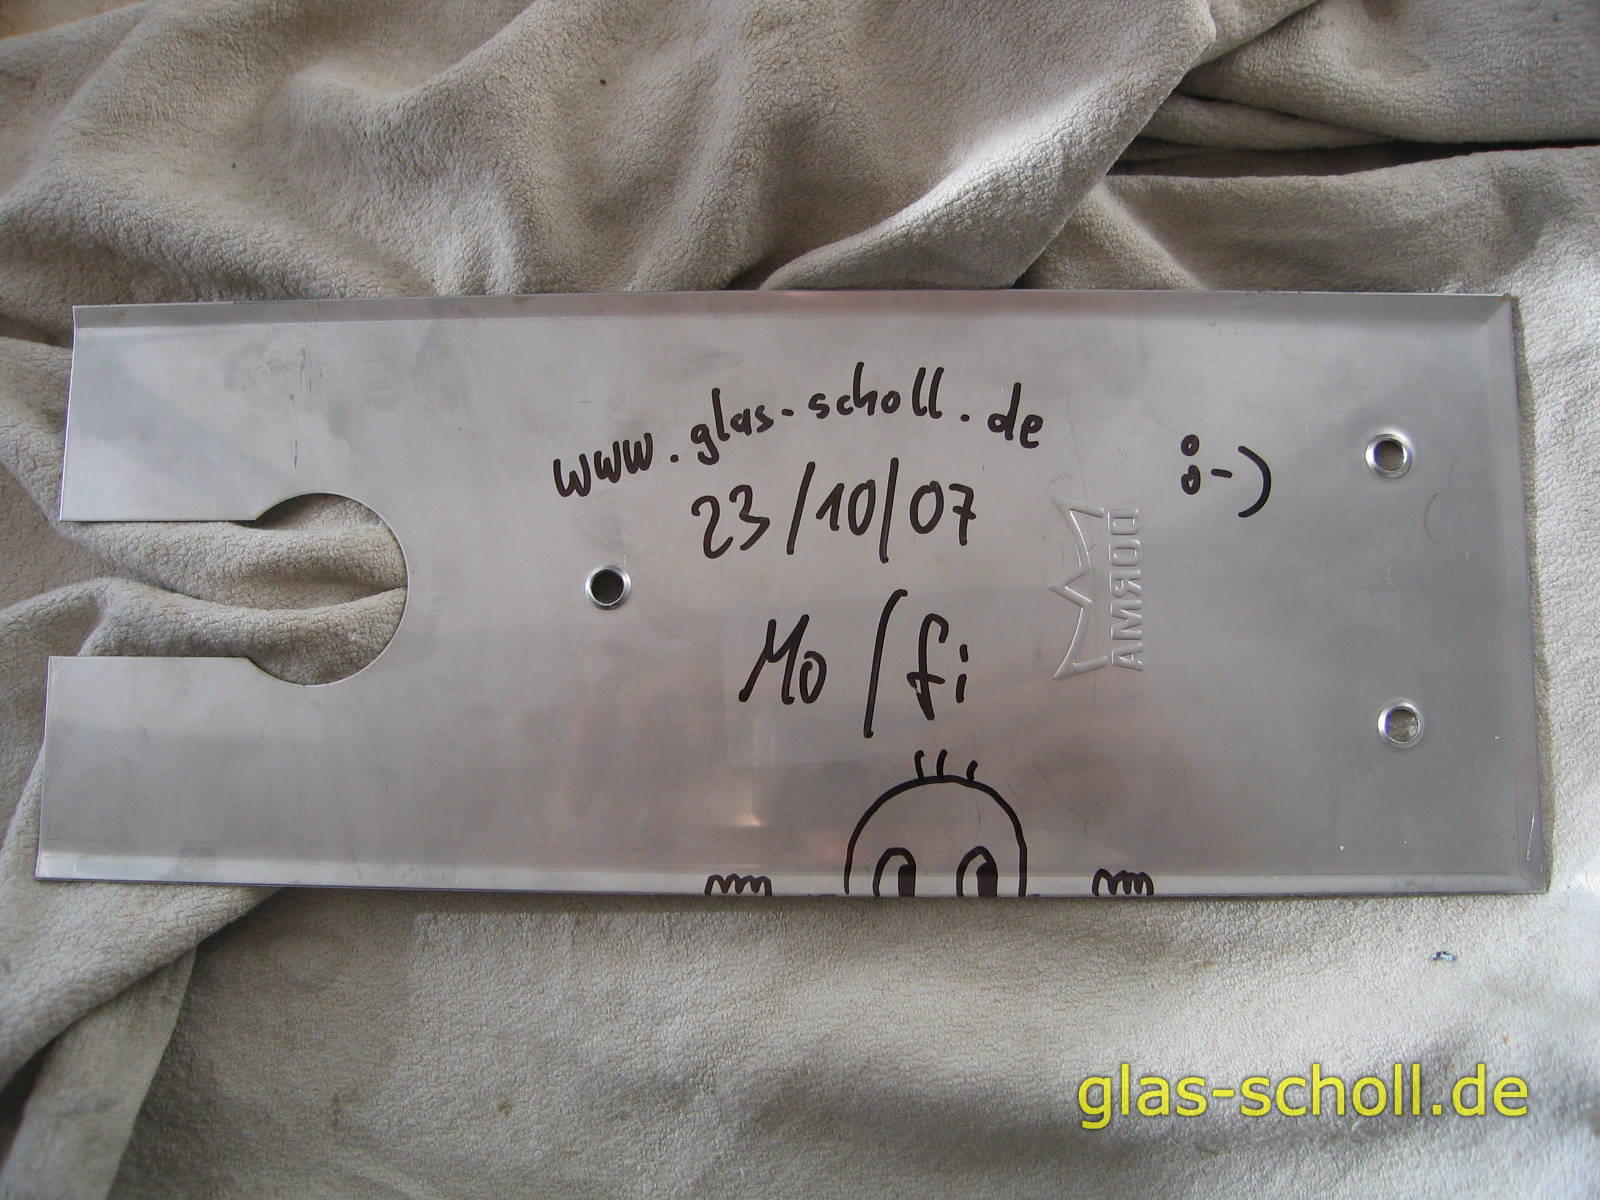 www.glas-scholl.de
:-)
23/10/07
DORMA
Mo/fi
glas-scholl.de